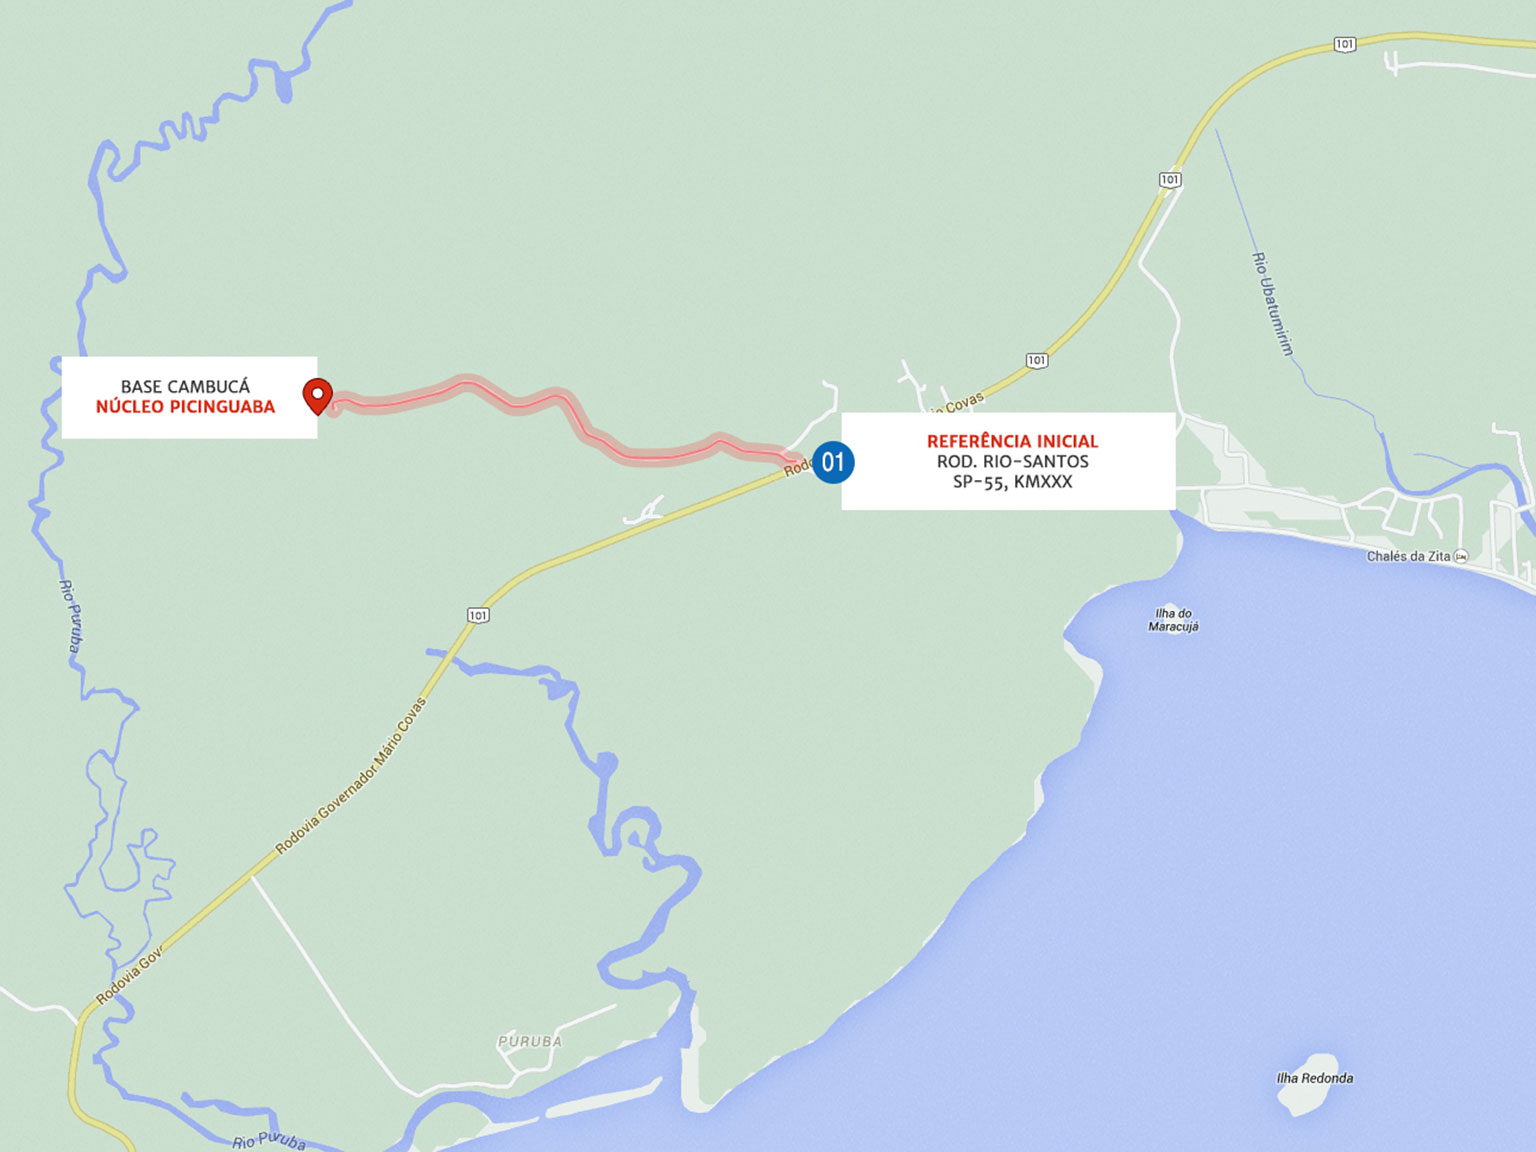 101
101
Rio Ubatumirim
101
BASE CAMBUCÁ
NÚCLEO PICINGUABA
Covas
REFERÊNCIA INICIAL
ROD. RIO-SANTOS
SP-55, KMXXX
01
Chalés da Zita
101
Ilha do
Maracujá
Rio Puruba
Rodovia Governador Mário Covas
Rodovia Gov
PURUBA
Ilha Redonda
Rio Puruba